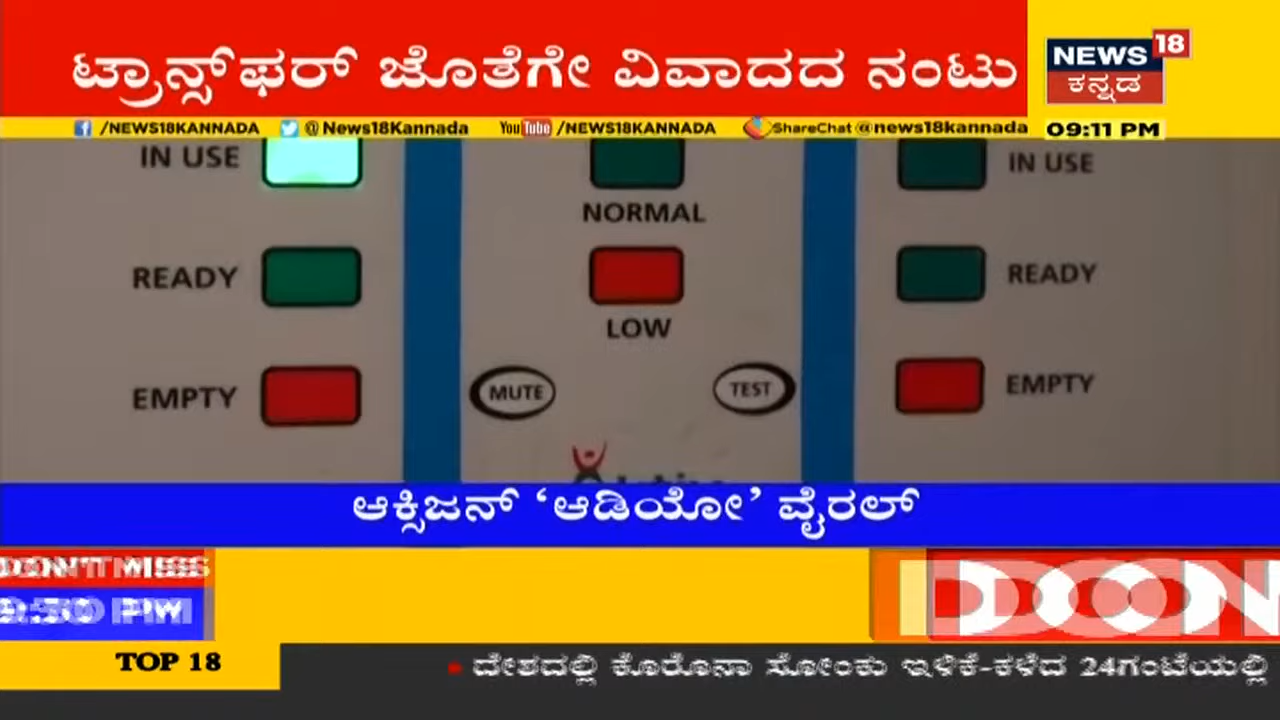 ಟ್ರಾನ್ಸ್‌ಫರ್ ಜೊತೆಗೇ ವಿವಾದದ ನಂಟು
NEWS 18
ಕನ್ನಡ
/NEWS18KANNADA @News18Kannada YouTube /NEWS18KANNADA ShareChat @news18kannada
09:11 PM
IN USE IN USE
NORMAL
READY READY
LOW
EMPTY MUTE TEST EMPTY
ಆಕ್ಸಿಜನ್ ‘ಆಡಿಯೋ’ ವೈರಲ್
DON'T MISS
9:30 PM
TOP 18
ದೇಶದಲ್ಲಿ ಕೊರೊನಾ ಸೋಂಕು ಇಳಿಕೆ-ಕಳೆದ 24ಗಂಟೆಯಲ್ಲಿ